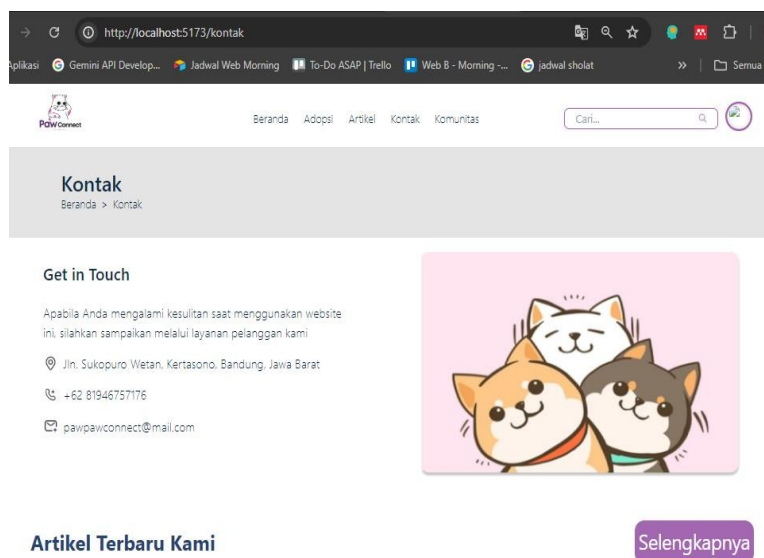 http://localhost:5173/kontak
Aplikasi Gemini API Develop... Jadwal Web Morning To-Do ASAP | Trello Web B - Morning -... jadwal sholat » Semua
Paw Connect
Beranda Adopsi Artikel Kontak Komunitas Cari...
Kontak
Beranda > Kontak
Get in Touch
Apabila Anda mengalami kesulitan saat menggunakan website
ini, silahkan sampaikan melalui layanan pelanggan kami
Jln. Sukopuro Wetan, Kertasono, Bandung, Jawa Barat
+62 81946757176
pawpawconnect@mail.com
Artikel Terbaru Kami Selengkapnya